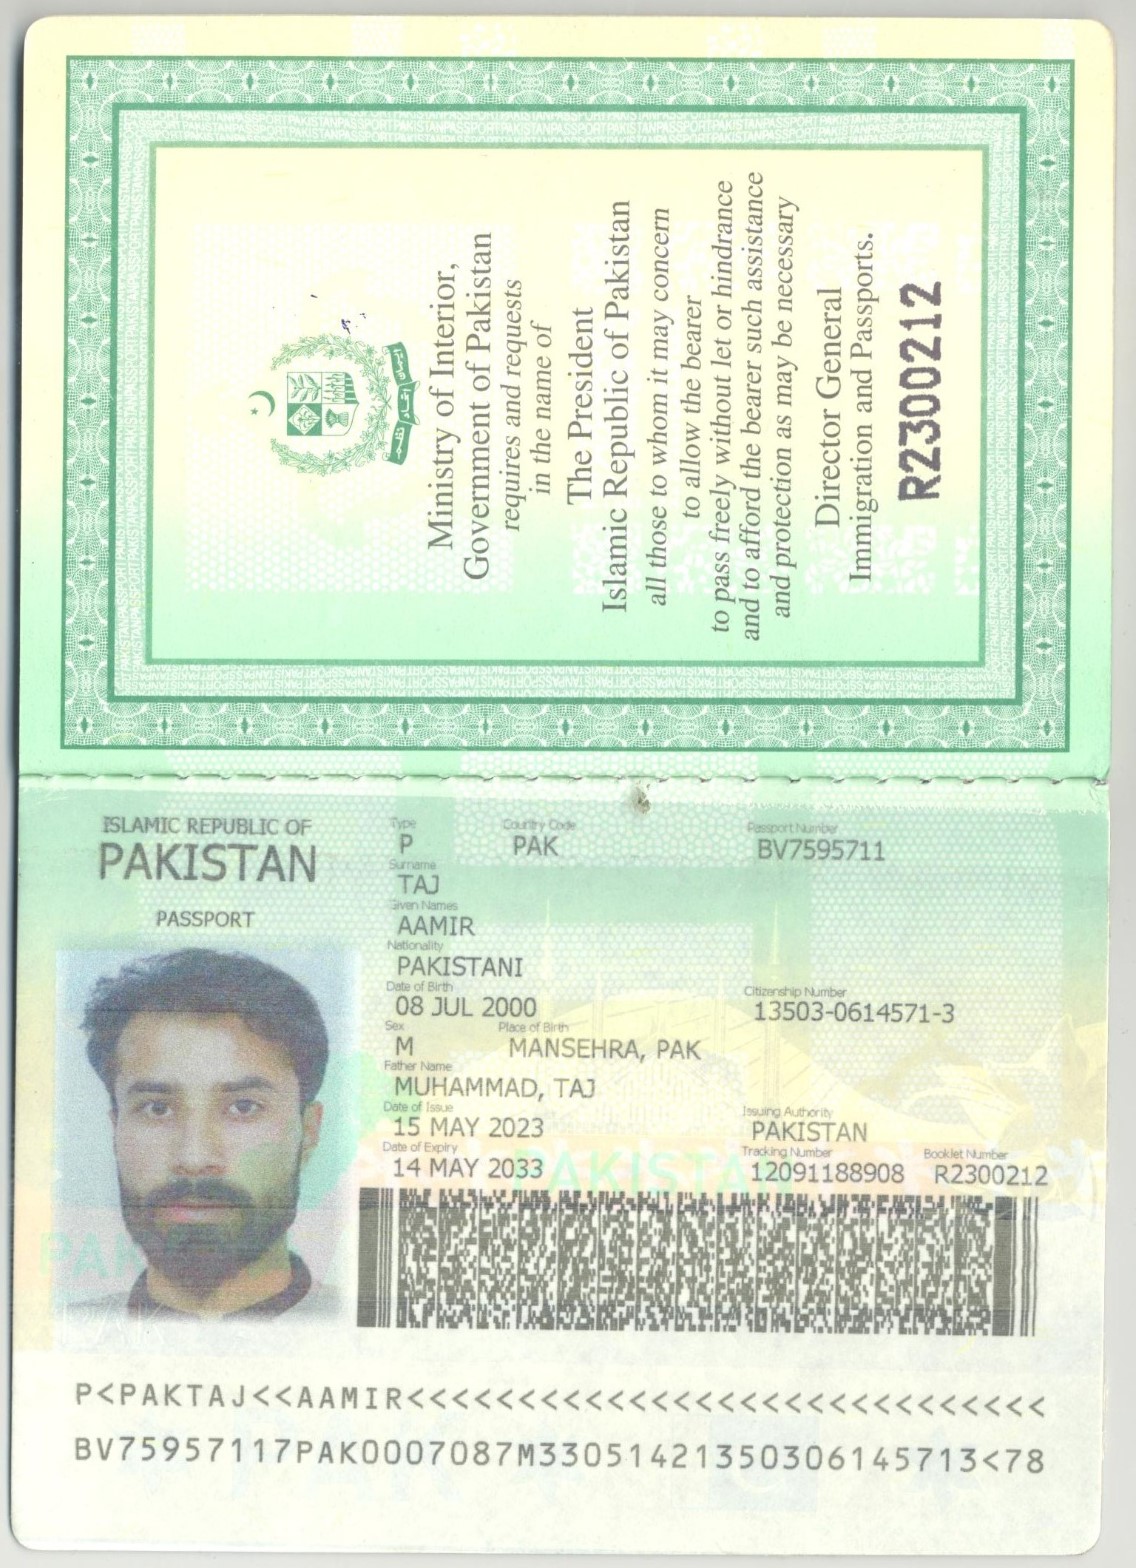 Ministry of Interior,
Government of Pakistan
requires and requests
in the name of
The President
Islamic Republic of Pakistan
all those to whom it may concern
to allow the bearer
to pass freely without let or hindrance
and to afford the bearer such assistance
and protection as may be necessary
Director General
Immigration and Passports.
R2300212
ISLAMIC REPUBLIC OF
PAKISTAN
PASSPORT
Type Country Code Passport Number
P PAK BV7595711
Surname
TAJ
Given Names
AAMIR
Nationality
PAKISTANI
Date of Birth Citizenship Number
08 JUL 2000 13503-0614571-3
Sex Place of Birth
M MANSEHRA, PAK
Father Name
MUHAMMAD, TAJ
Date of Issue Issuing Authority
15 MAY 2023 PAKISTAN
Date of Expiry Tracking Number Booklet Number
14 MAY 2033 12091188908 R2300212
PAKISTAN
P<PAKTAJ<<AAMIR<<<<<<<<<<<<<<<<<<<<<<<<<<<<<
BV75957117PAK0007087M33051421350306145713<78